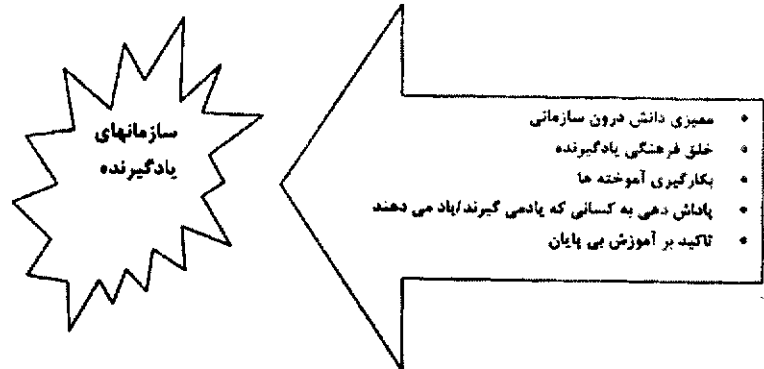 سازمانهای
یادگیرنده
• ممیزی دانش درون سازمانی
• خلق فرهنگی یادگیرنده
• بکارگیری آموخته ها
• پاداش دهی به کسانی که یادمی گیرند/یاد می دهند
• تاکید بر آموزش بی پایان